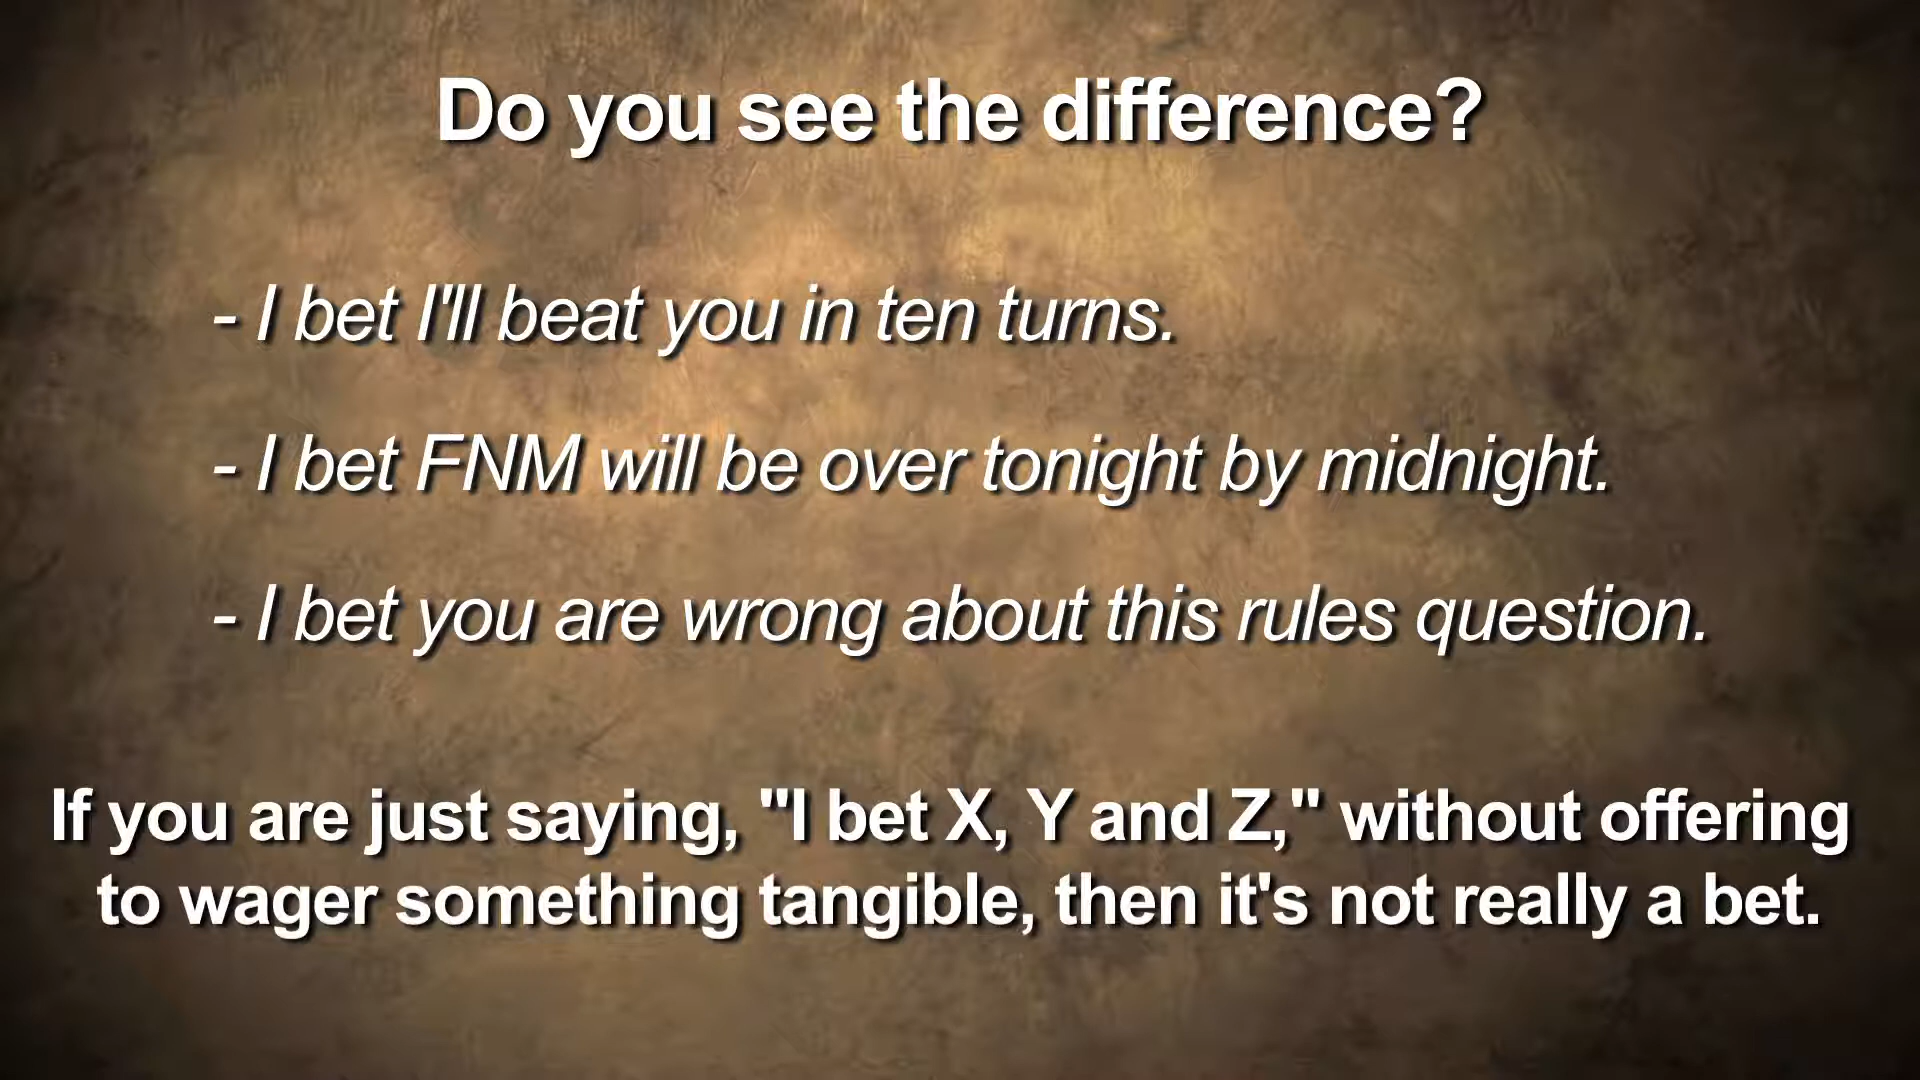 Do you see the difference?
- I bet I'll beat you in ten turns.
- I bet FNM will be over tonight by midnight.
- I bet you are wrong about this rules question.
If you are just saying, "I bet X, Y and Z," without offering
to wager something tangible, then it's not really a bet.